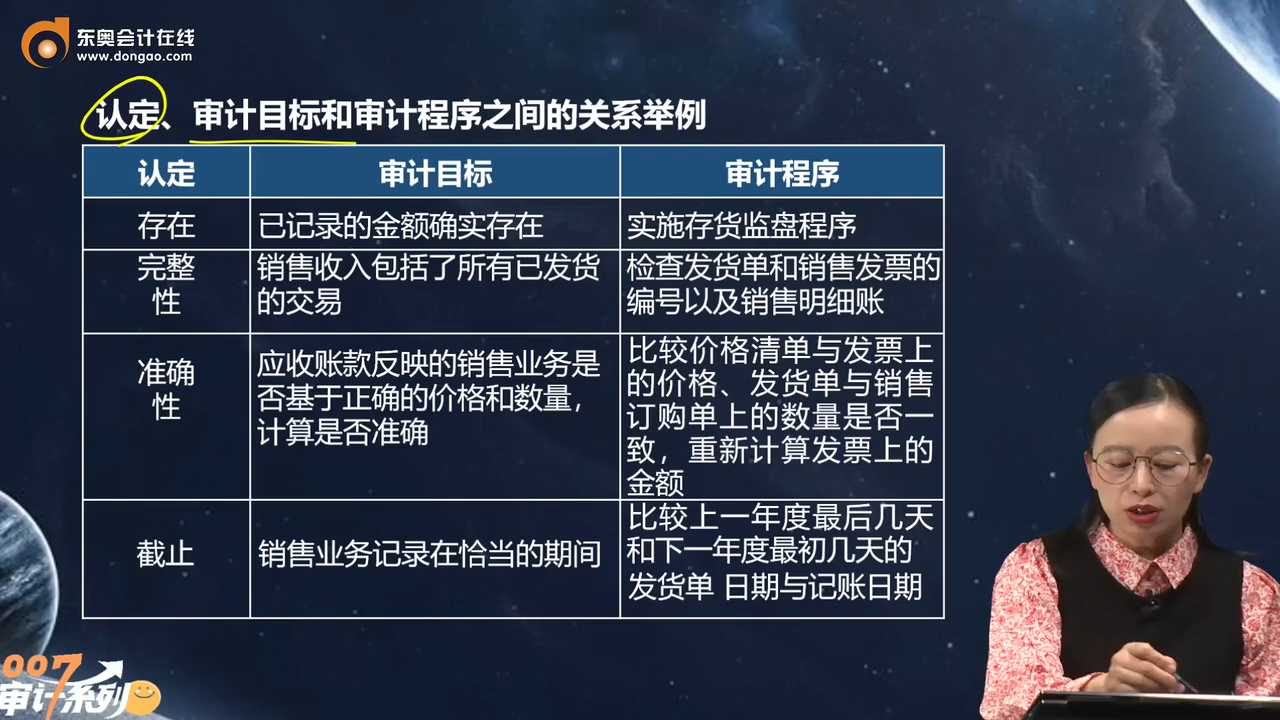 东奥会计在线
www.dongao.com
认定、审计目标和审计程序之间的关系举例
认定
审计目标
审计程序
存在
已记录的金额确实存在
实施存货监盘程序
完整
性
销售收入包括了所有已发货
的交易
检查发货单和销售发票的
编号以及销售明细账
准确
性
应收账款反映的销售业务是
否基于正确的价格和数量，
计算是否准确
比较价格清单与发票上
的价格、发货单与销售
订购单上的数量是否一
致，重新计算发票上的
金额
截止
销售业务记录在恰当的期间
比较上一年度最后几天
和下一年度最初几天的
发货单 日期与记账日期
007
审计系列